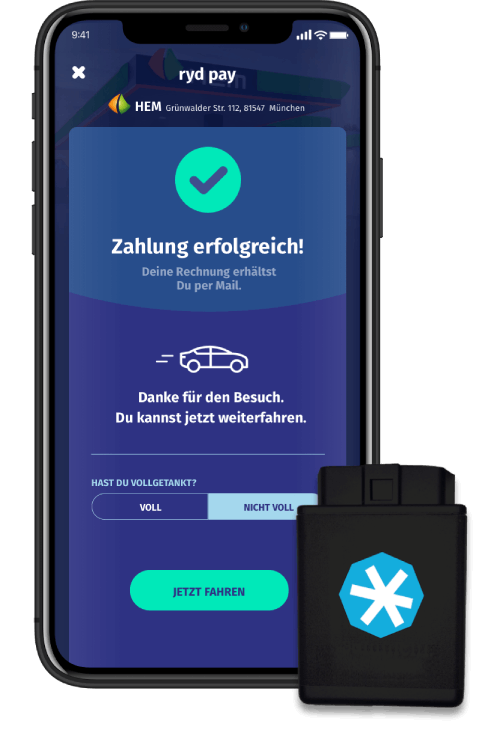 9:41
ryd pay
HEM Grünwalder Str. 112, 81547 München
Zahlung erfolgreich!
Deine Rechnung erhältst
Du per Mail.
Danke für den Besuch.
Du kannst jetzt weiterfahren.
HAST DU VOLLGETANKT?
VOLL NICHT VOLL
JETZT FAHREN